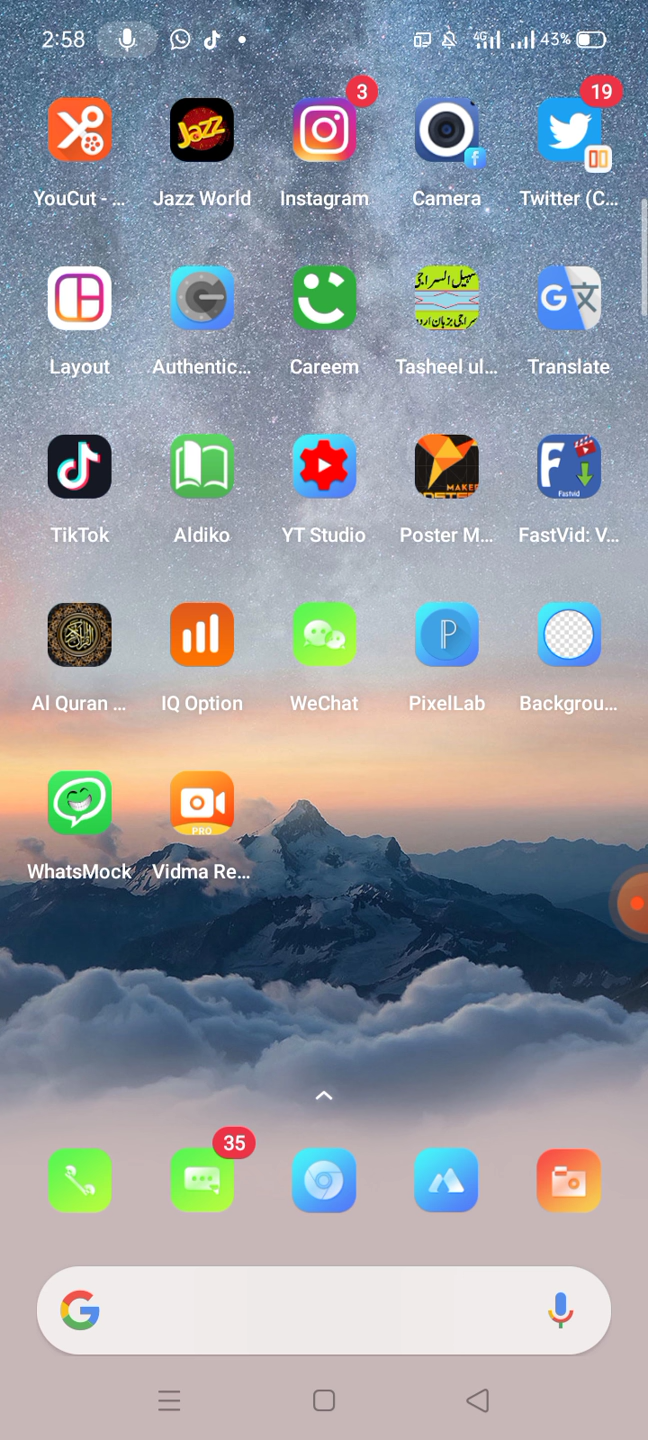 2:58
4G
43%
3
19
Jazz
YouCut - ...
Jazz World
Instagram
Camera
Twitter (C...
Layout
Authentic...
Careem
Tasheel ul...
Translate
TikTok
Aldiko
YT Studio
Poster M...
FastVid: V...
Al Quran ...
IQ Option
WeChat
PixelLab
Backgrou...
PRO
WhatsMock
Vidma Re...
35